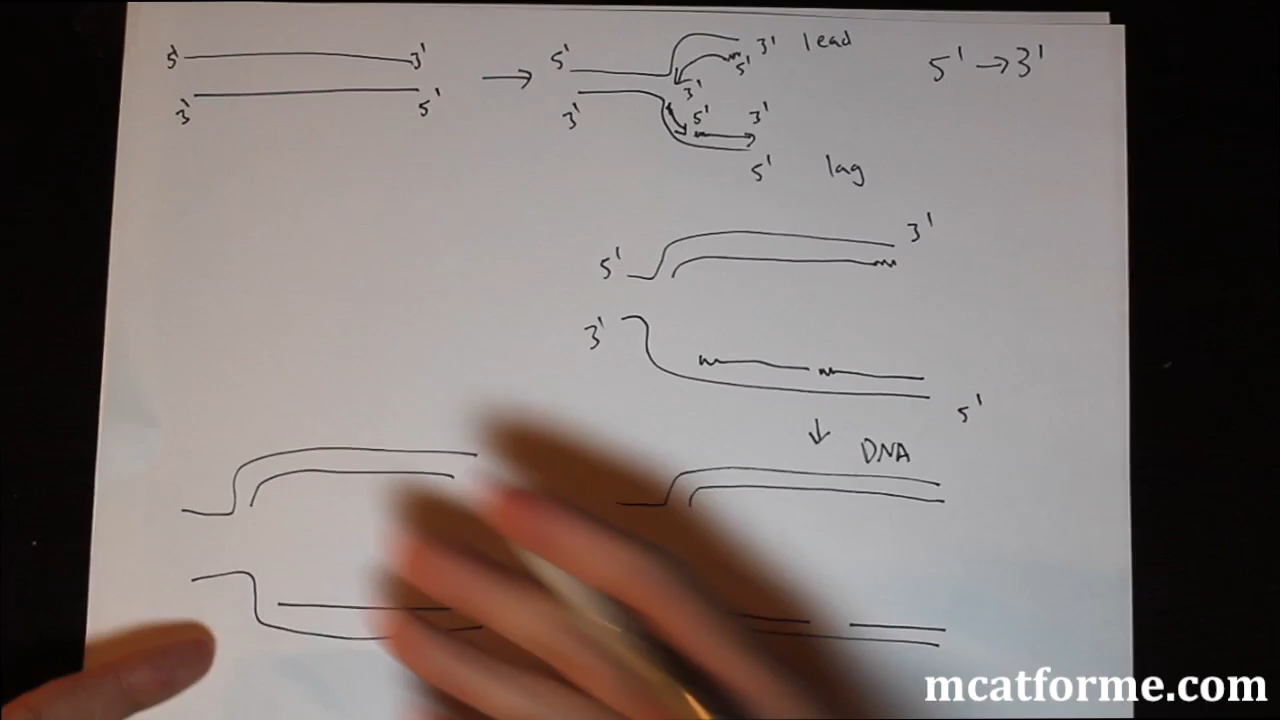 5' 3' 5' 3' lead 5' → 3'
3' 5' → 3' 5' 3'
5' 3'
5' lag
5' 3'
3' 5'
↓ DNA
mcatforme.com